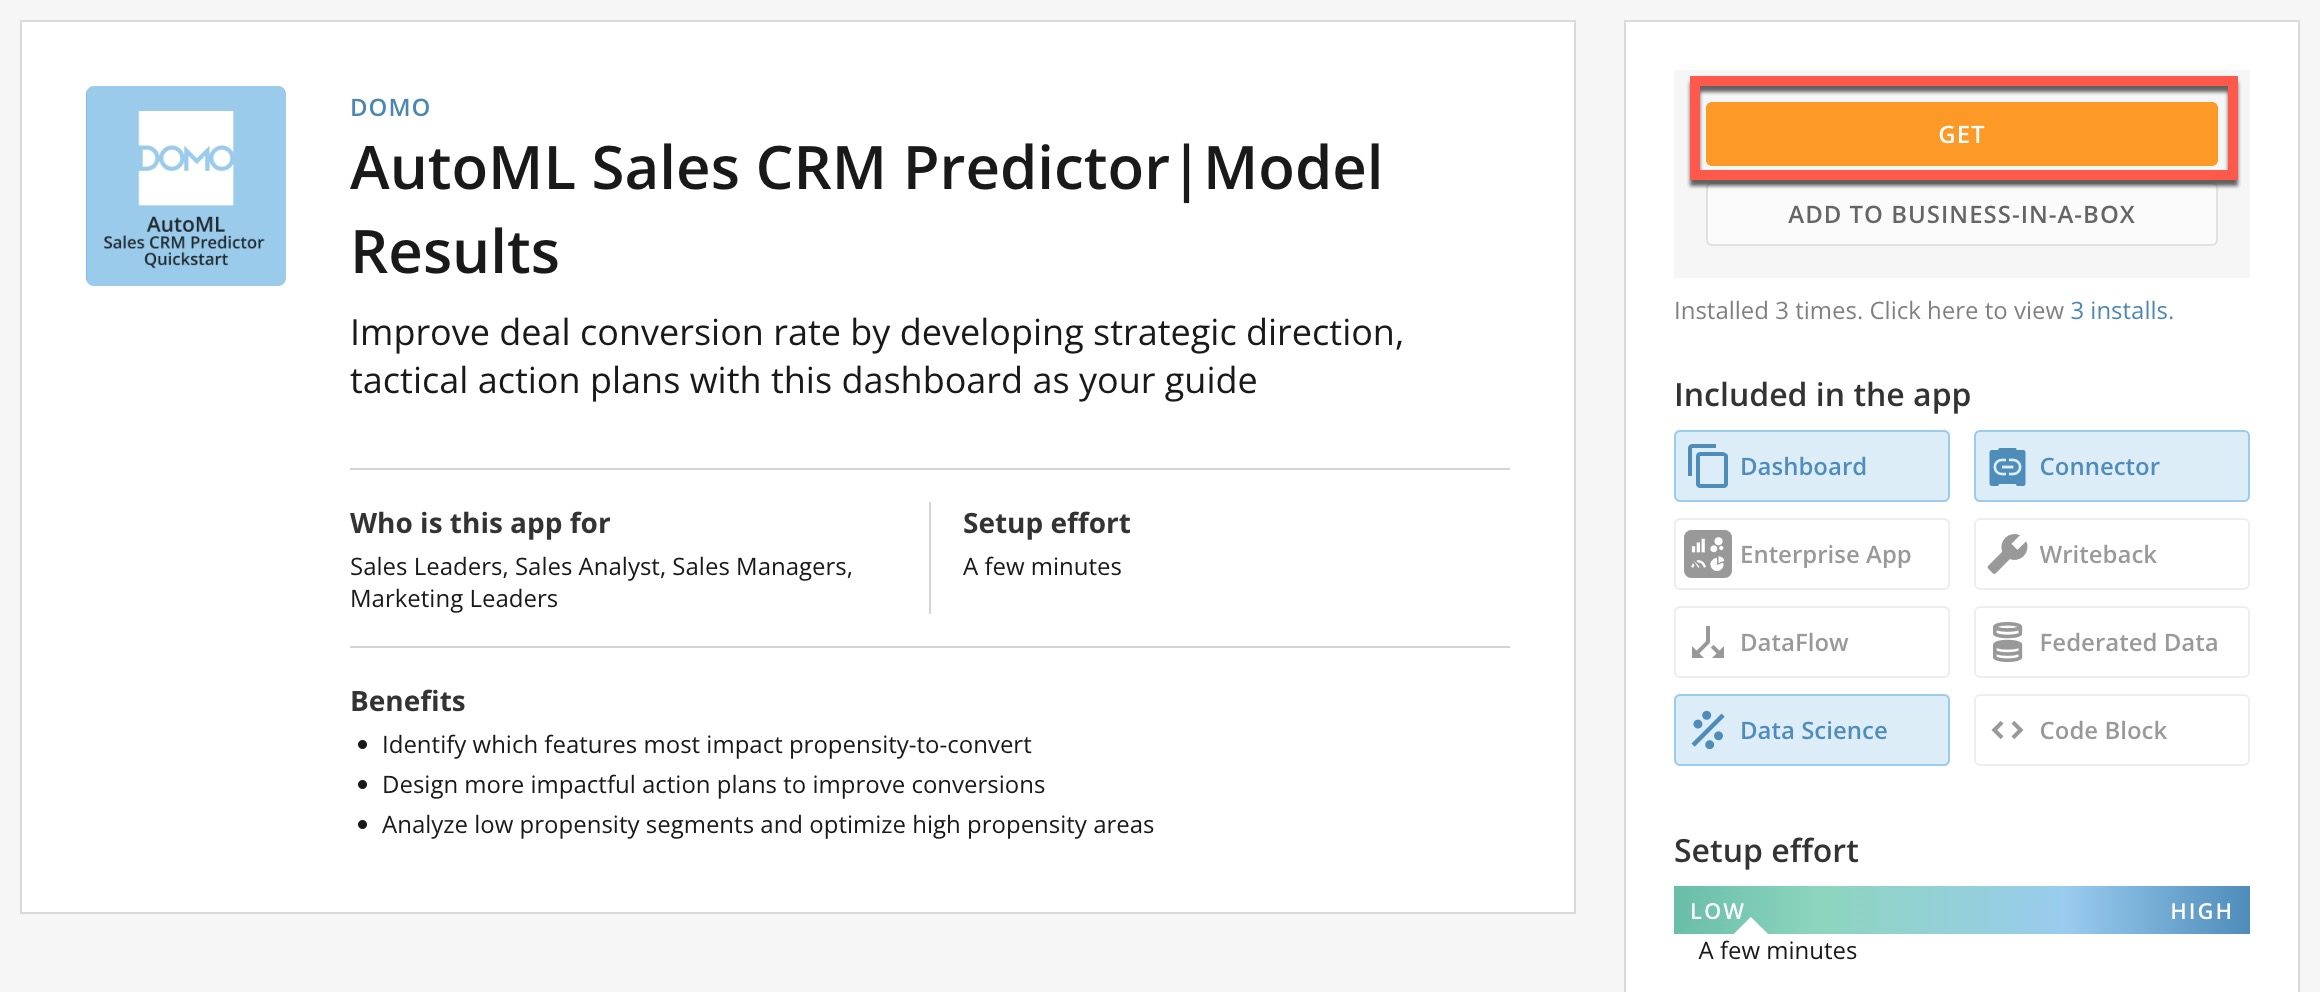 DOMO
AutoML
Sales CRM Predictor
Quickstart
DOMO
AutoML Sales CRM Predictor|Model
Results
Improve deal conversion rate by developing strategic direction,
tactical action plans with this dashboard as your guide
Who is this app for
Sales Leaders, Sales Analyst, Sales Managers,
Marketing Leaders
Setup effort
A few minutes
Benefits
Identify which features most impact propensity-to-convert
Design more impactful action plans to improve conversions
Analyze low propensity segments and optimize high propensity areas
GET
ADD TO BUSINESS-IN-A-BOX
Installed 3 times. Click here to view 3 installs.
Included in the app
Dashboard
Connector
Enterprise App
Writeback
DataFlow
Federated Data
Data Science
Code Block
Setup effort
LOW
HIGH
A few minutes